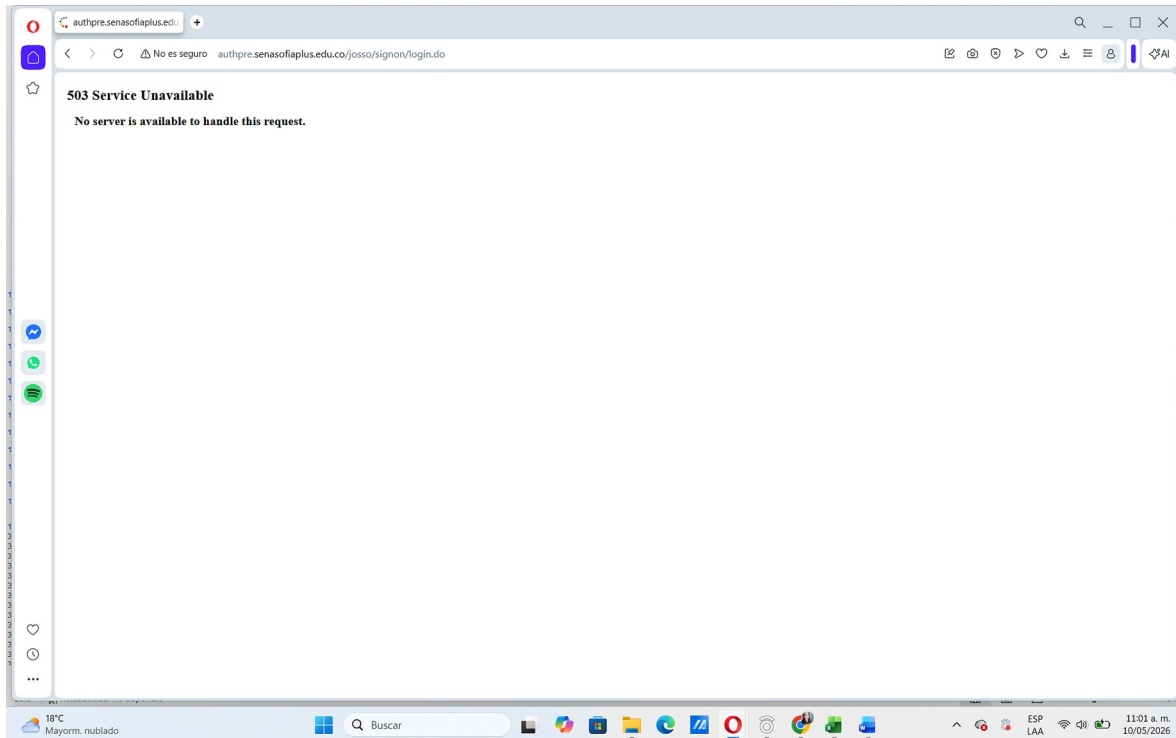 authpre.senasofiaplus.edu
No es seguro authpre.senasofiaplus.edu.co/josso/signon/login.do
AI
503 Service Unavailable
No server is available to handle this request.
18°C
Mayorm. nublado
Buscar
ESP
LAA
11:01 a. m.
10/05/2026